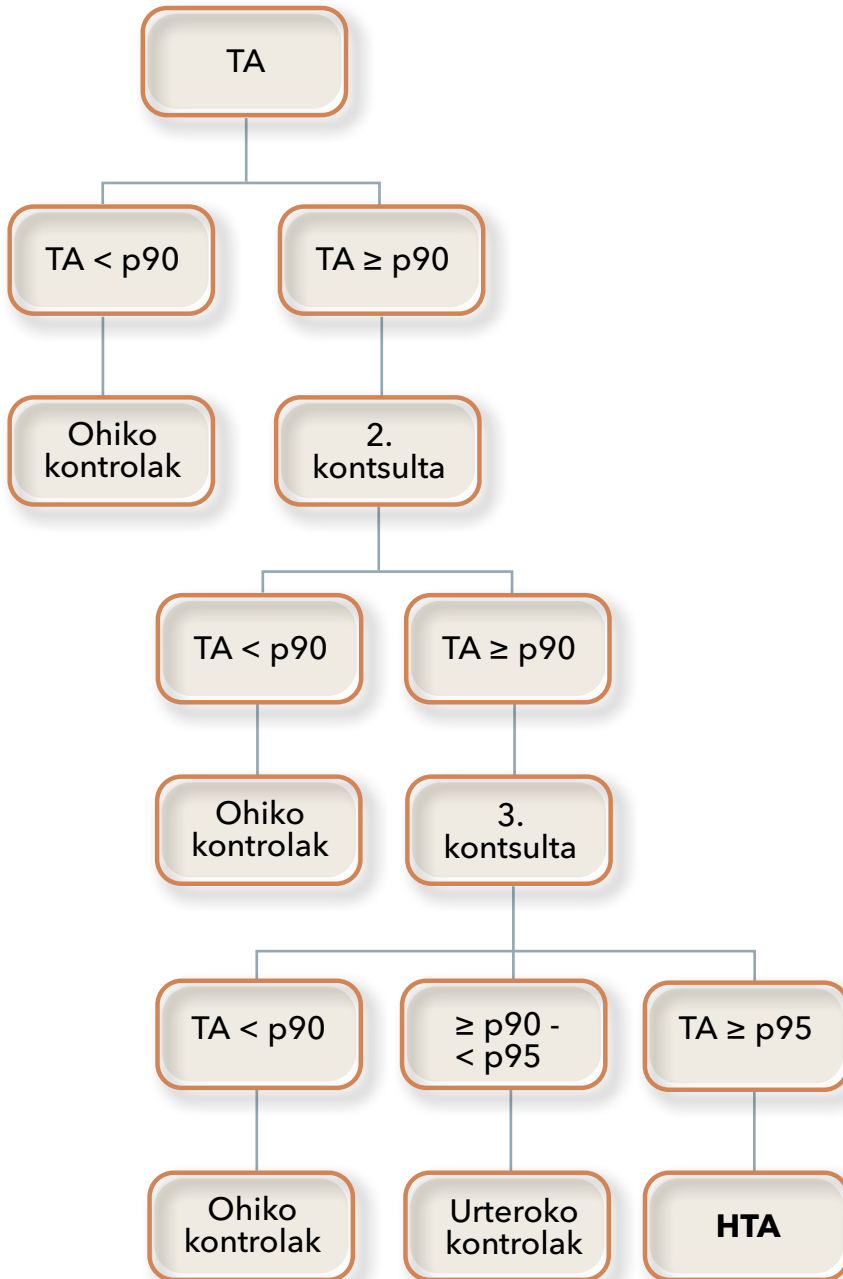 TA
TA < p90
TA ≥ p90
Ohiko
kontrolak
2.
kontsulta
TA < p90
TA ≥ p90
Ohiko
kontrolak
3.
kontsulta
TA < p90
≥ p90 -
< p95
TA ≥ p95
Ohiko
kontrolak
Urteroko
kontrolak
HTA